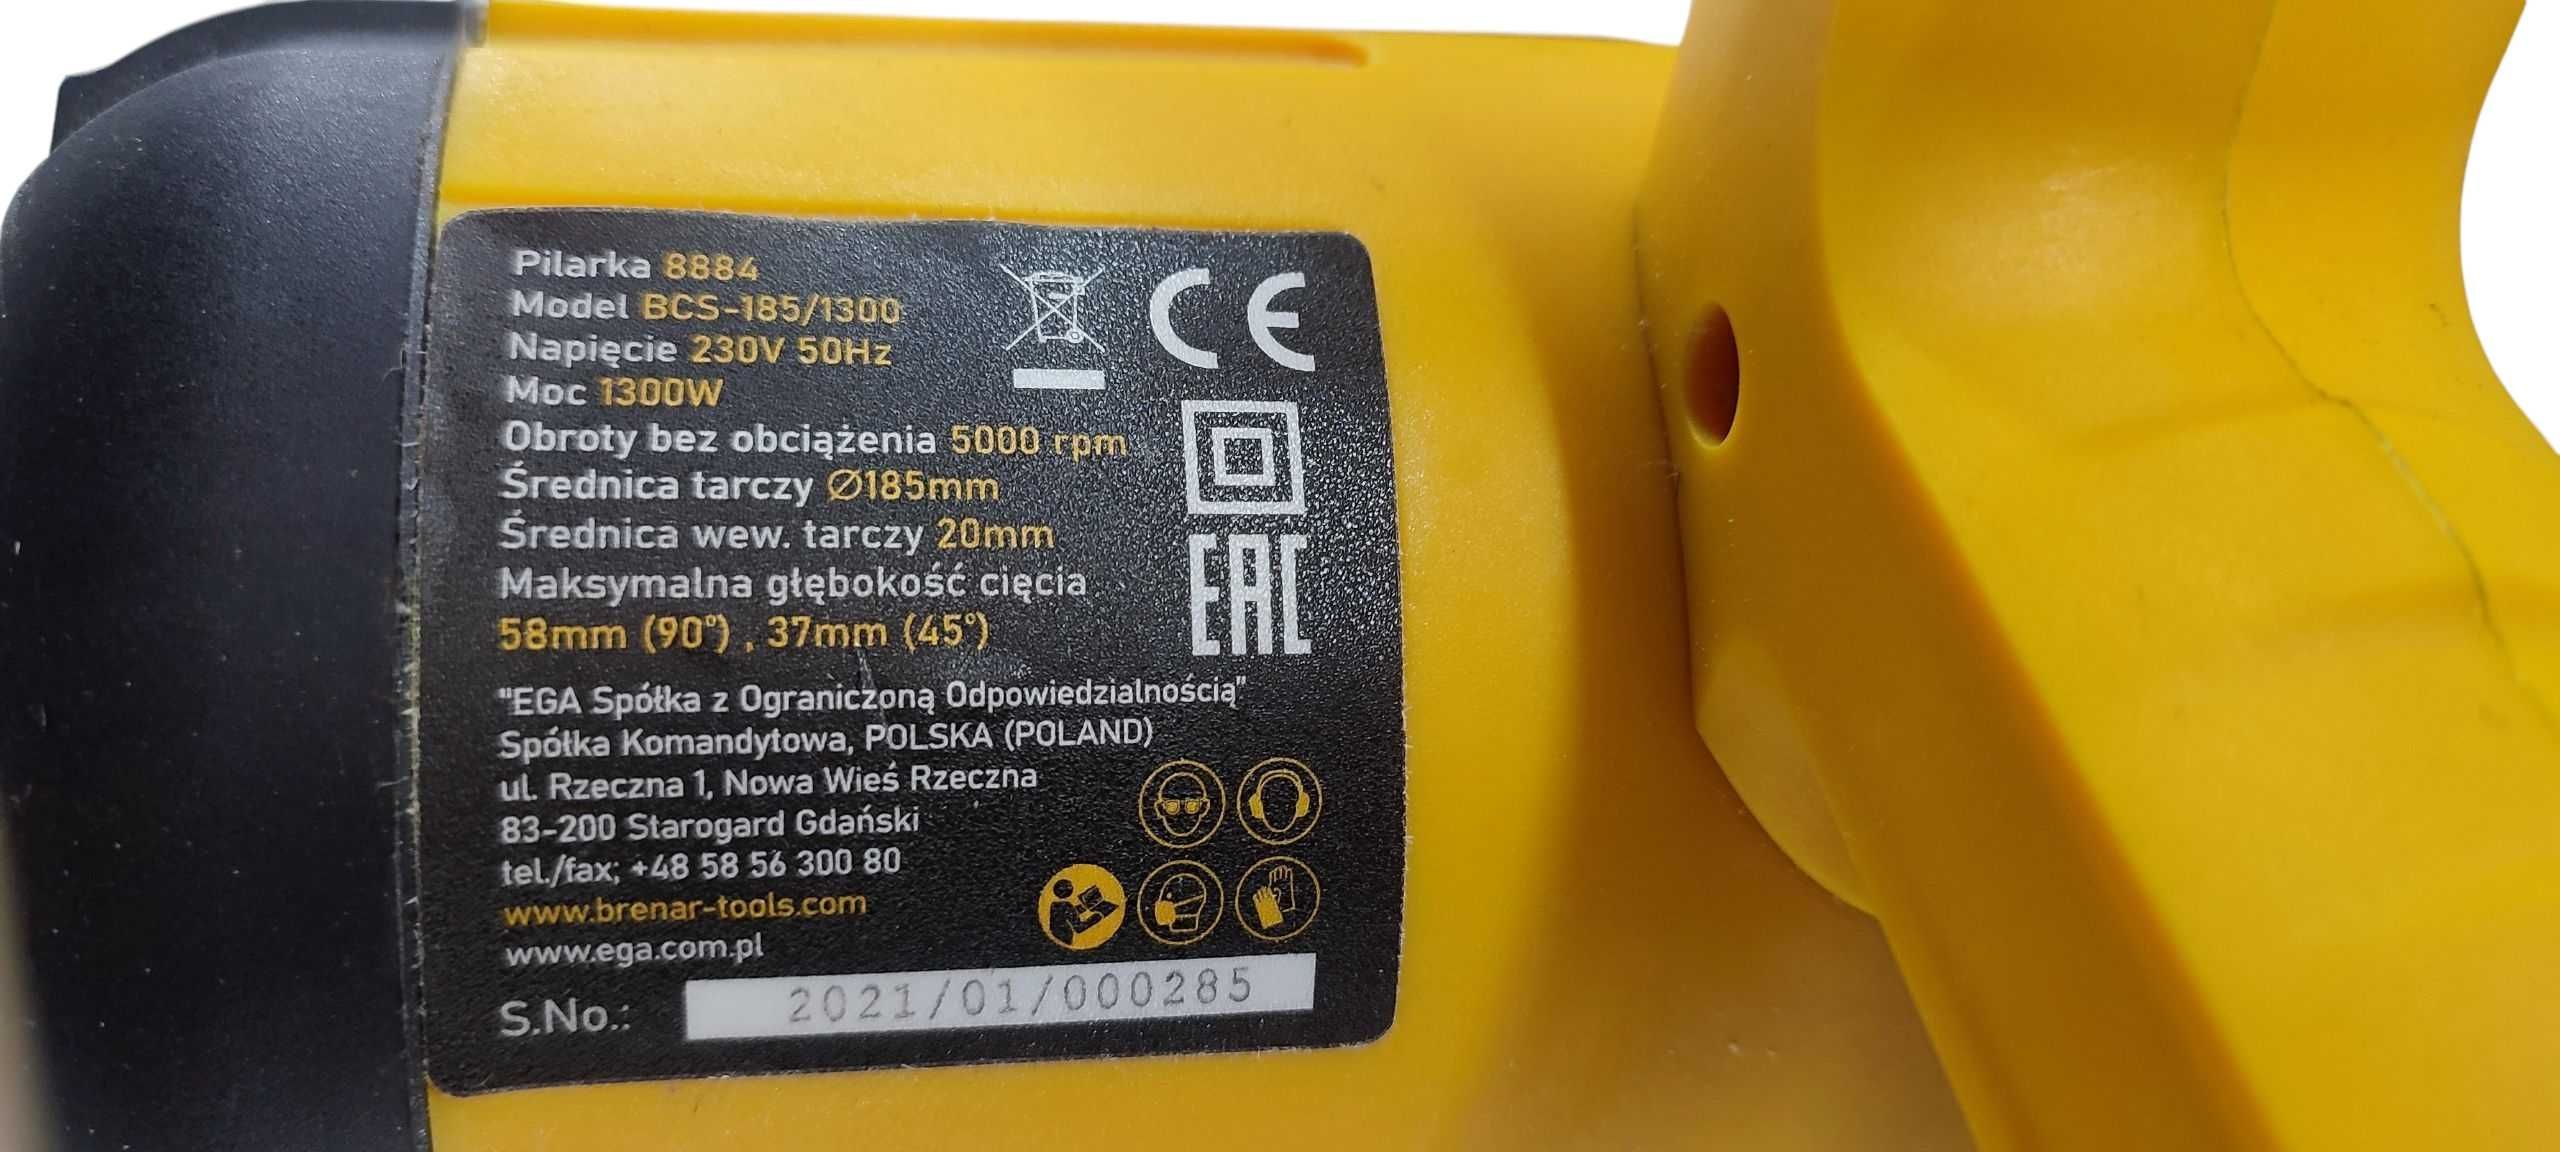 Pilarka 8884
Model BCS-185/1300
Napięcie 230V 50Hz
Moc 1300W
Obroty bez obciążenia 5000 rpm
Średnica tarczy Ø185mm
Średnica wew. tarczy 20mm
Maksymalna głębokość cięcia
58mm (90°) , 37mm (45°)
CE
EAC
"EGA Spółka z Ograniczoną Odpowiedzialnością"
Spółka Komandytowa, POLSKA (POLAND)
ul. Rzeczna 1, Nowa Wieś Rzeczna
83-200 Starogard Gdański
tel./fax; +48 58 56 300 80
www.brenar-tools.com
www.ega.com.pl
S.No.: 2021/01/000285